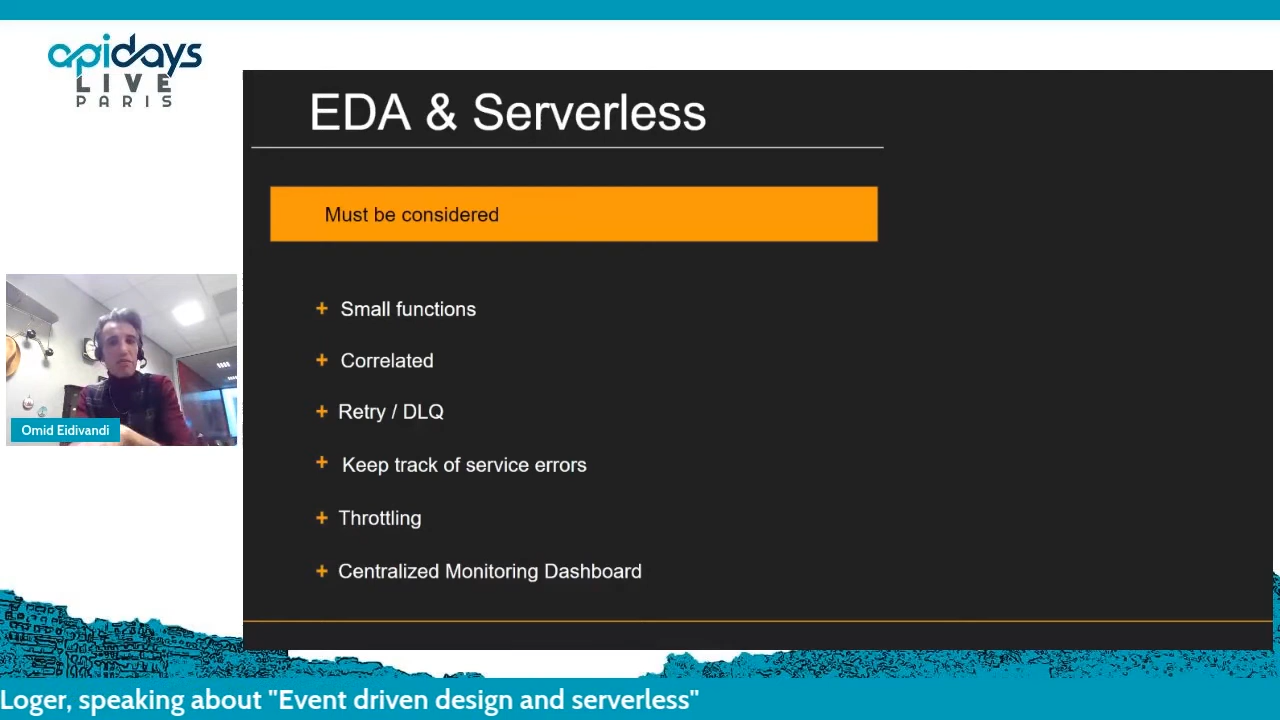 apidays
LIVE
PARIS
EDA & Serverless
Must be considered
+ Small functions
+ Correlated
+ Retry / DLQ
+ Keep track of service errors
+ Throttling
+ Centralized Monitoring Dashboard
Omid Eidivandi
Loger, speaking about "Event driven design and serverless"